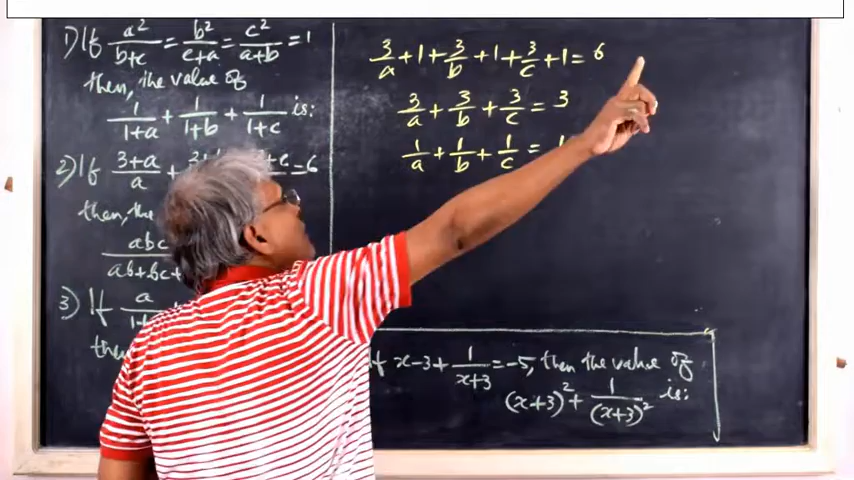 1) If a²/(b+c) = b²/(c+a) = c²/(a+b) = 1
then, the value of
1/(1+a) + 1/(1+b) + 1/(1+c) is:
2) If (3+a)/a + =6
then, the
abc
ab+bc+
3) If a
the
3/a + 1 + 3/b + 1 + 3/c + 1 = 6
3/a + 3/b + 3/c = 3
1/a + 1/b + 1/c =
If x-3 + 1/(x+3) = -5, then the value of
(x+3)² + 1/(x+3)² is: